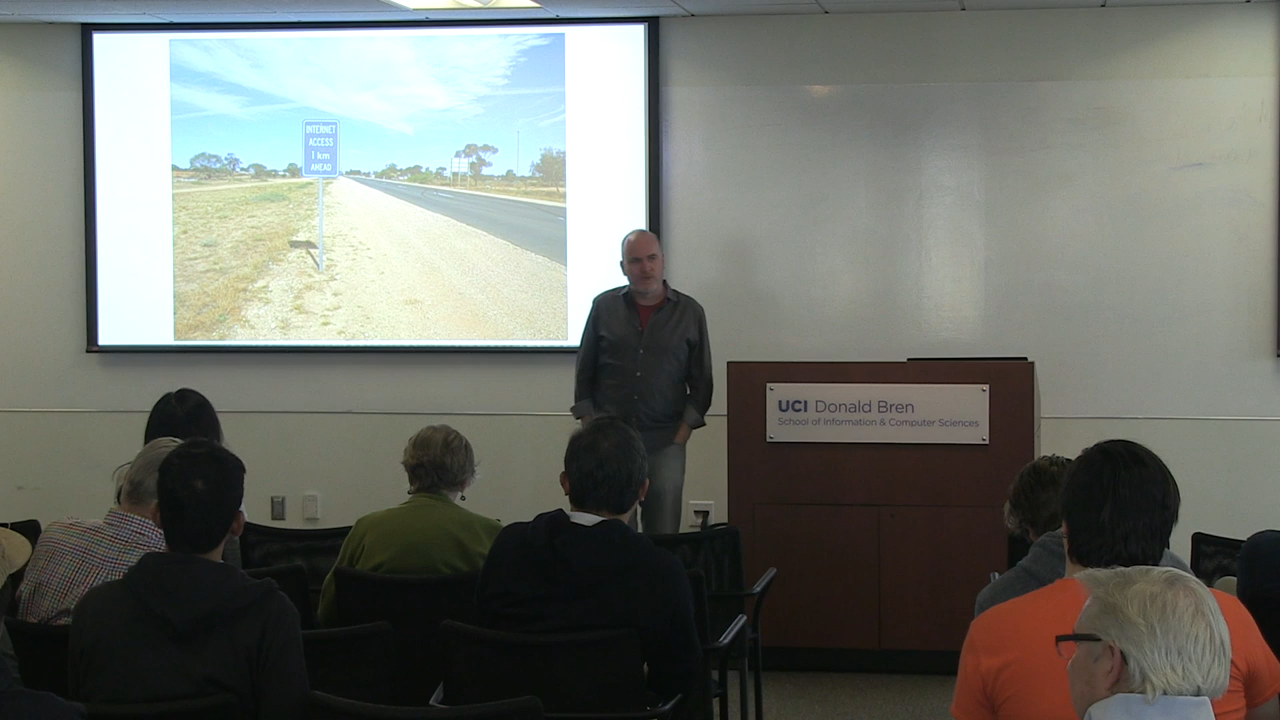 INTERNET
ACCESS
1 km
AHEAD
UCI Donald Bren
School of Information & Computer Sciences